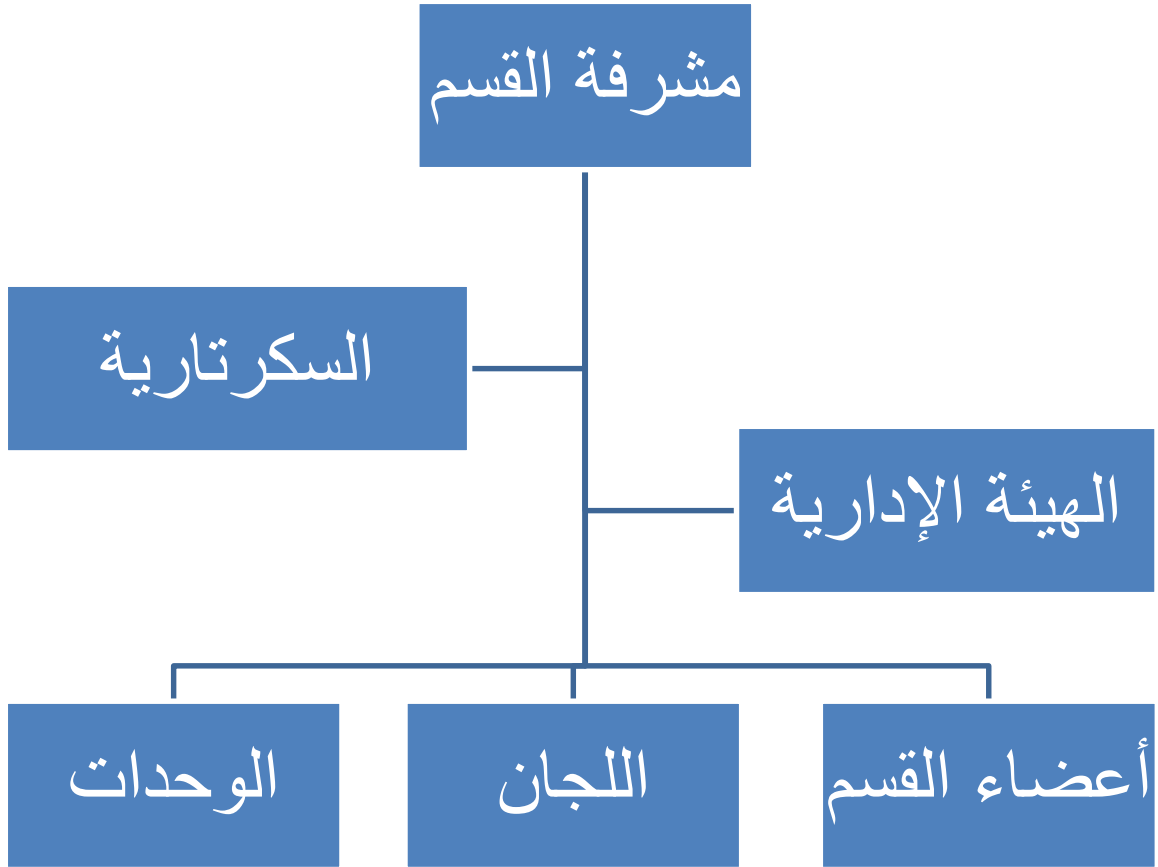 مشرفة القسم
السكرتارية
الهيئة الإدارية
أعضاء القسم
اللجان
الوحدات